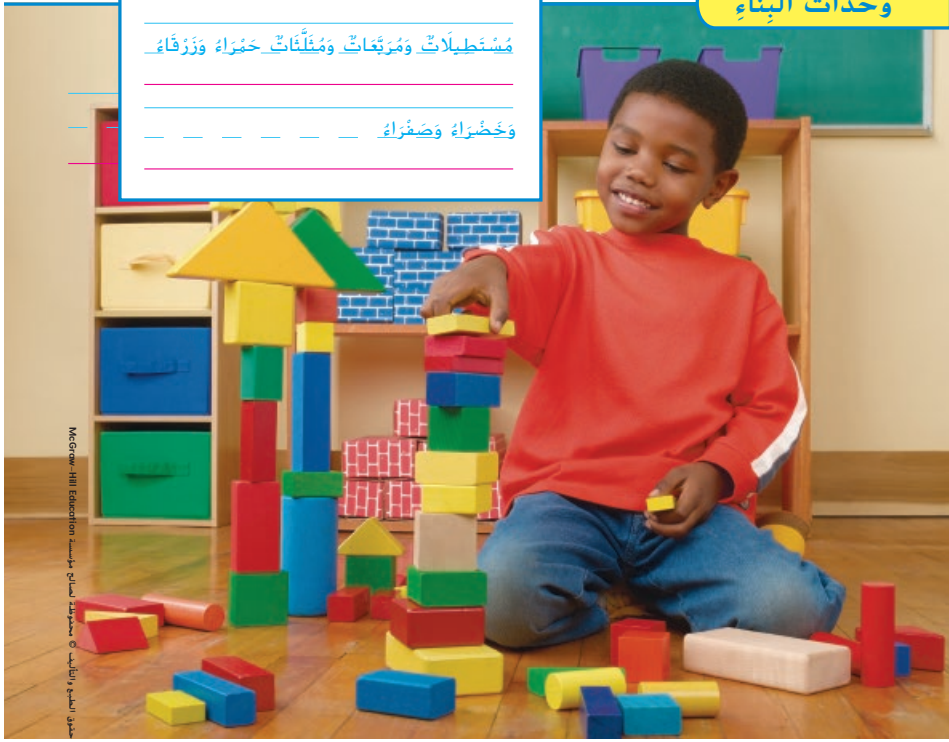 وَحَدَاتُ الْبِنَاءِ
مُسْتَطِيلَاتٌ وَمُرَبَّعَاتٌ وَمُثَلَّثَاتٌ حَمْرَاءُ وَزَرْقَاءُ
وَخَضْرَاءُ وَصَفْرَاءُ
حقوق الطبع والتأليف © محفوظة لصالح مؤسسة McGraw-Hill Education